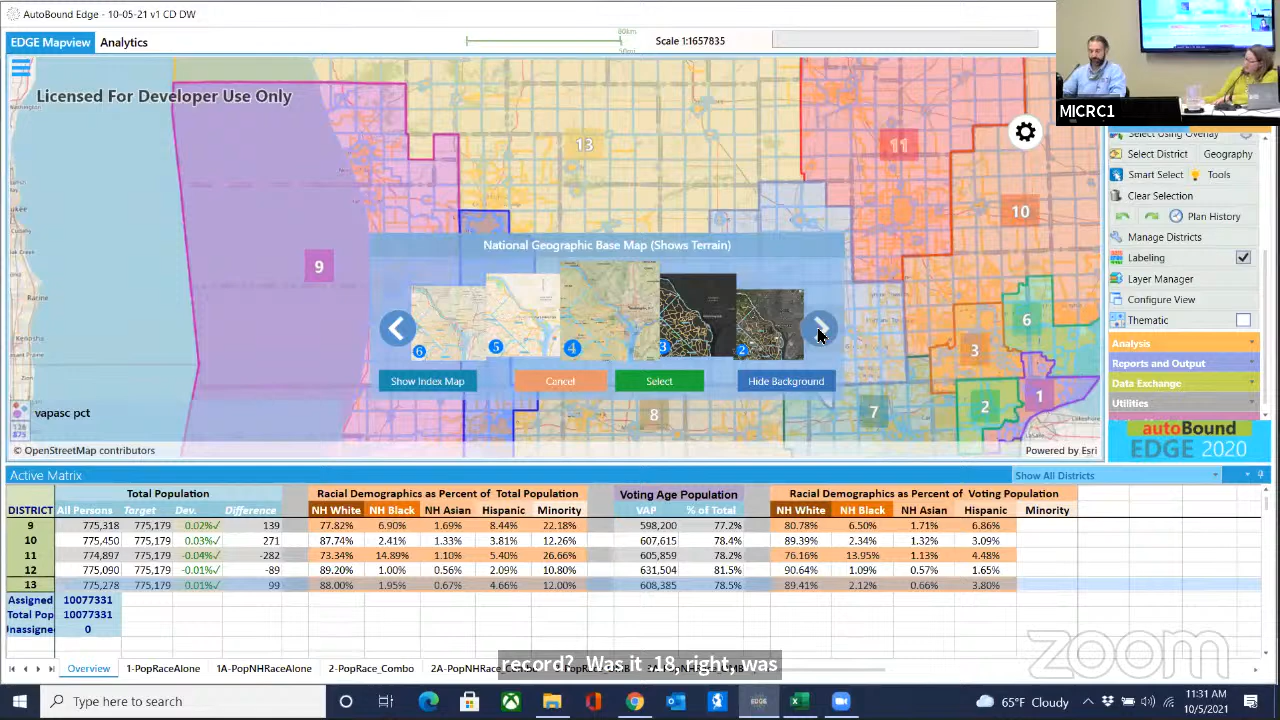 AutoBound Edge - 10-05-21 v1 CD DW
EDGE Mapview Analytics
80km
50mi
Scale 1:1657835
MICRC1
Licensed For Developer Use Only
13
11
10
9
6
3
2
1
7
8
National Geographic Base Map (Shows Terrain)
6 5 4 3 2
Show Index Map Cancel Select Hide Background
vapasc pct
© OpenStreetMap contributors
Powered by Esri
Select Using Overlay
Select District Geography
Smart Select Tools
Clear Selection
Plan History
Manage Districts
Labeling
Layer Manager
Configure View
Thematic
Analysis
Reports and Output
Data Exchange
Utilities
autoBound
EDGE 2020
Active Matrix Show All Districts
Total Population Racial Demographics as Percent of Total Population Voting Age Population Racial Demographics as Percent of Voting Population
DISTRICT All Persons Target Dev. Difference NH White NH Black NH Asian Hispanic Minority VAP % of Total NH White NH Black NH Asian Hispanic Minority
9 775,318 775,179 0.02%✓ 139 77.82% 6.90% 1.69% 8.44% 22.18% 598,200 77.2% 80.78% 6.50% 1.71% 6.86%
10 775,450 775,179 0.03%✓ 271 87.74% 2.41% 1.33% 3.81% 12.26% 607,615 78.4% 89.39% 2.34% 1.32% 3.09%
11 774,897 775,179 -0.04%✓ -282 73.34% 14.89% 1.10% 5.40% 26.66% 605,859 78.2% 76.16% 13.95% 1.13% 4.48%
12 775,090 775,179 -0.01%✓ -89 89.20% 1.00% 0.56% 2.09% 10.80% 631,504 81.5% 90.64% 1.09% 0.57% 1.65%
13 775,278 775,179 0.01%✓ 99 88.00% 1.95% 0.67% 4.66% 12.00% 608,385 78.5% 89.41% 2.12% 0.66% 3.80%
Assigned 10077331
Total Pop 10077331
Unassigne 0
Overview 1-PopRaceAlone 1A-PopNHRaceAlone 2-PopRace_Combo
record? Was it 18, right, was
zoom
Type here to search
65°F Cloudy
11:31 AM
10/5/2021